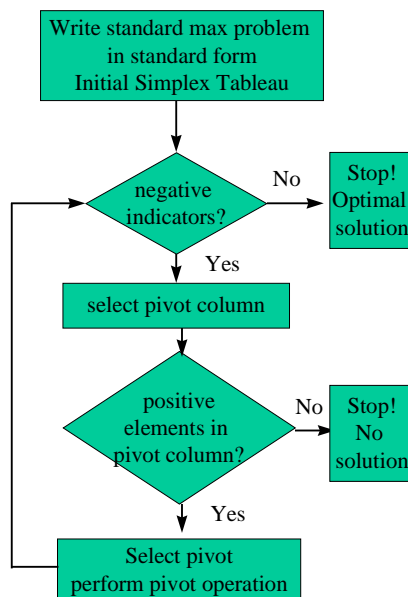 Write standard max problem
in standard form
Initial Simplex Tableau
negative
indicators?
No
Stop!
Optimal
solution
Yes
select pivot column
positive
elements in
pivot column?
No
Stop!
No
solution
Yes
Select pivot
perform pivot operation